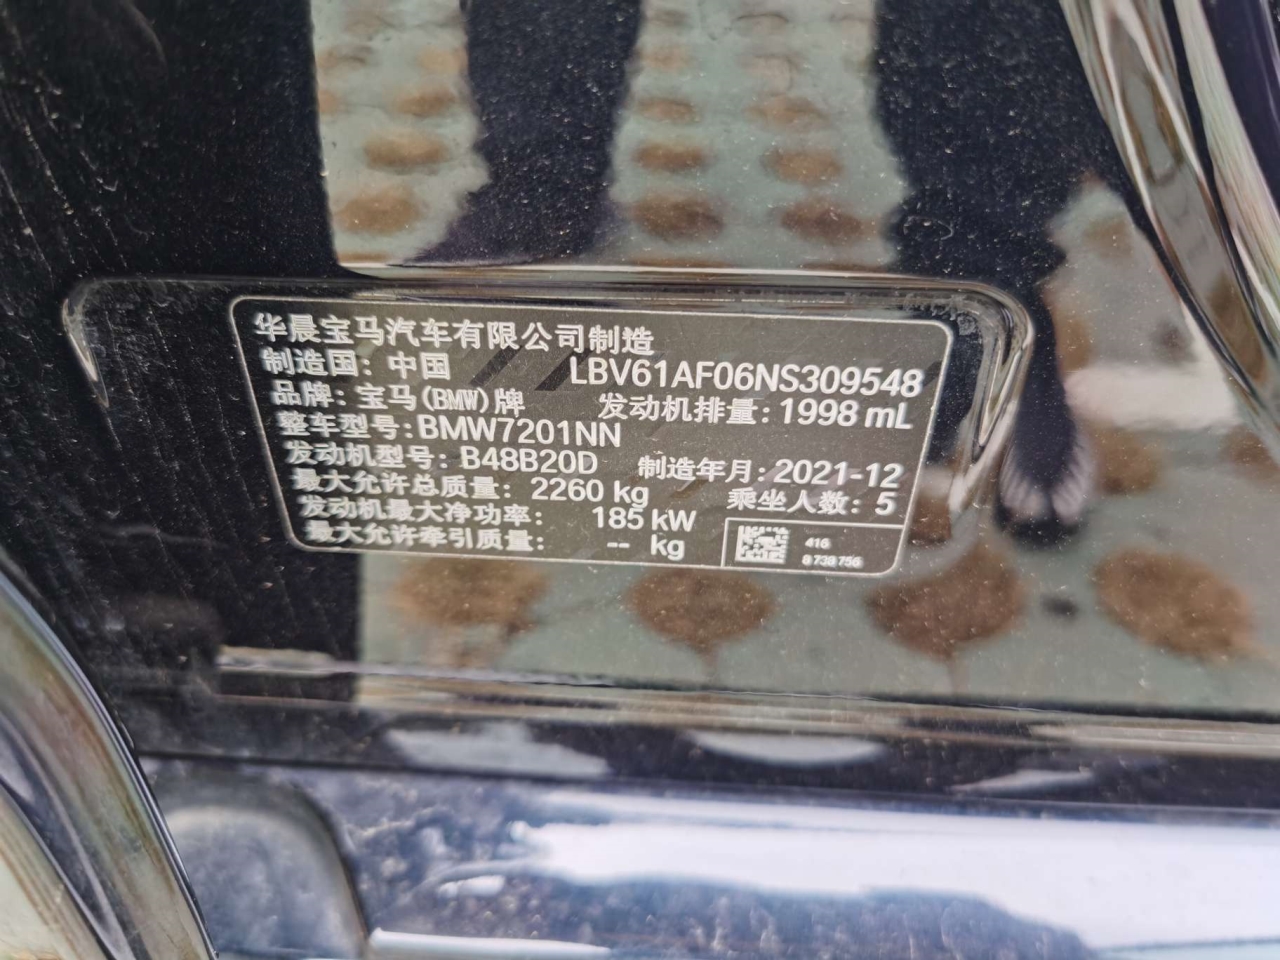 华晨宝马汽车有限公司制造
制造国：中国 LBV61AF06NS309548
品牌：宝马(BMW)牌 发动机排量：1998 mL
整车型号：BMW7201NN
发动机型号：B48B20D 制造年月：2021-12
最大允许总质量：2260 kg 乘坐人数：5
发动机最大净功率：185 kW
最大允许牵引质量：-- kg
416
8 739 756